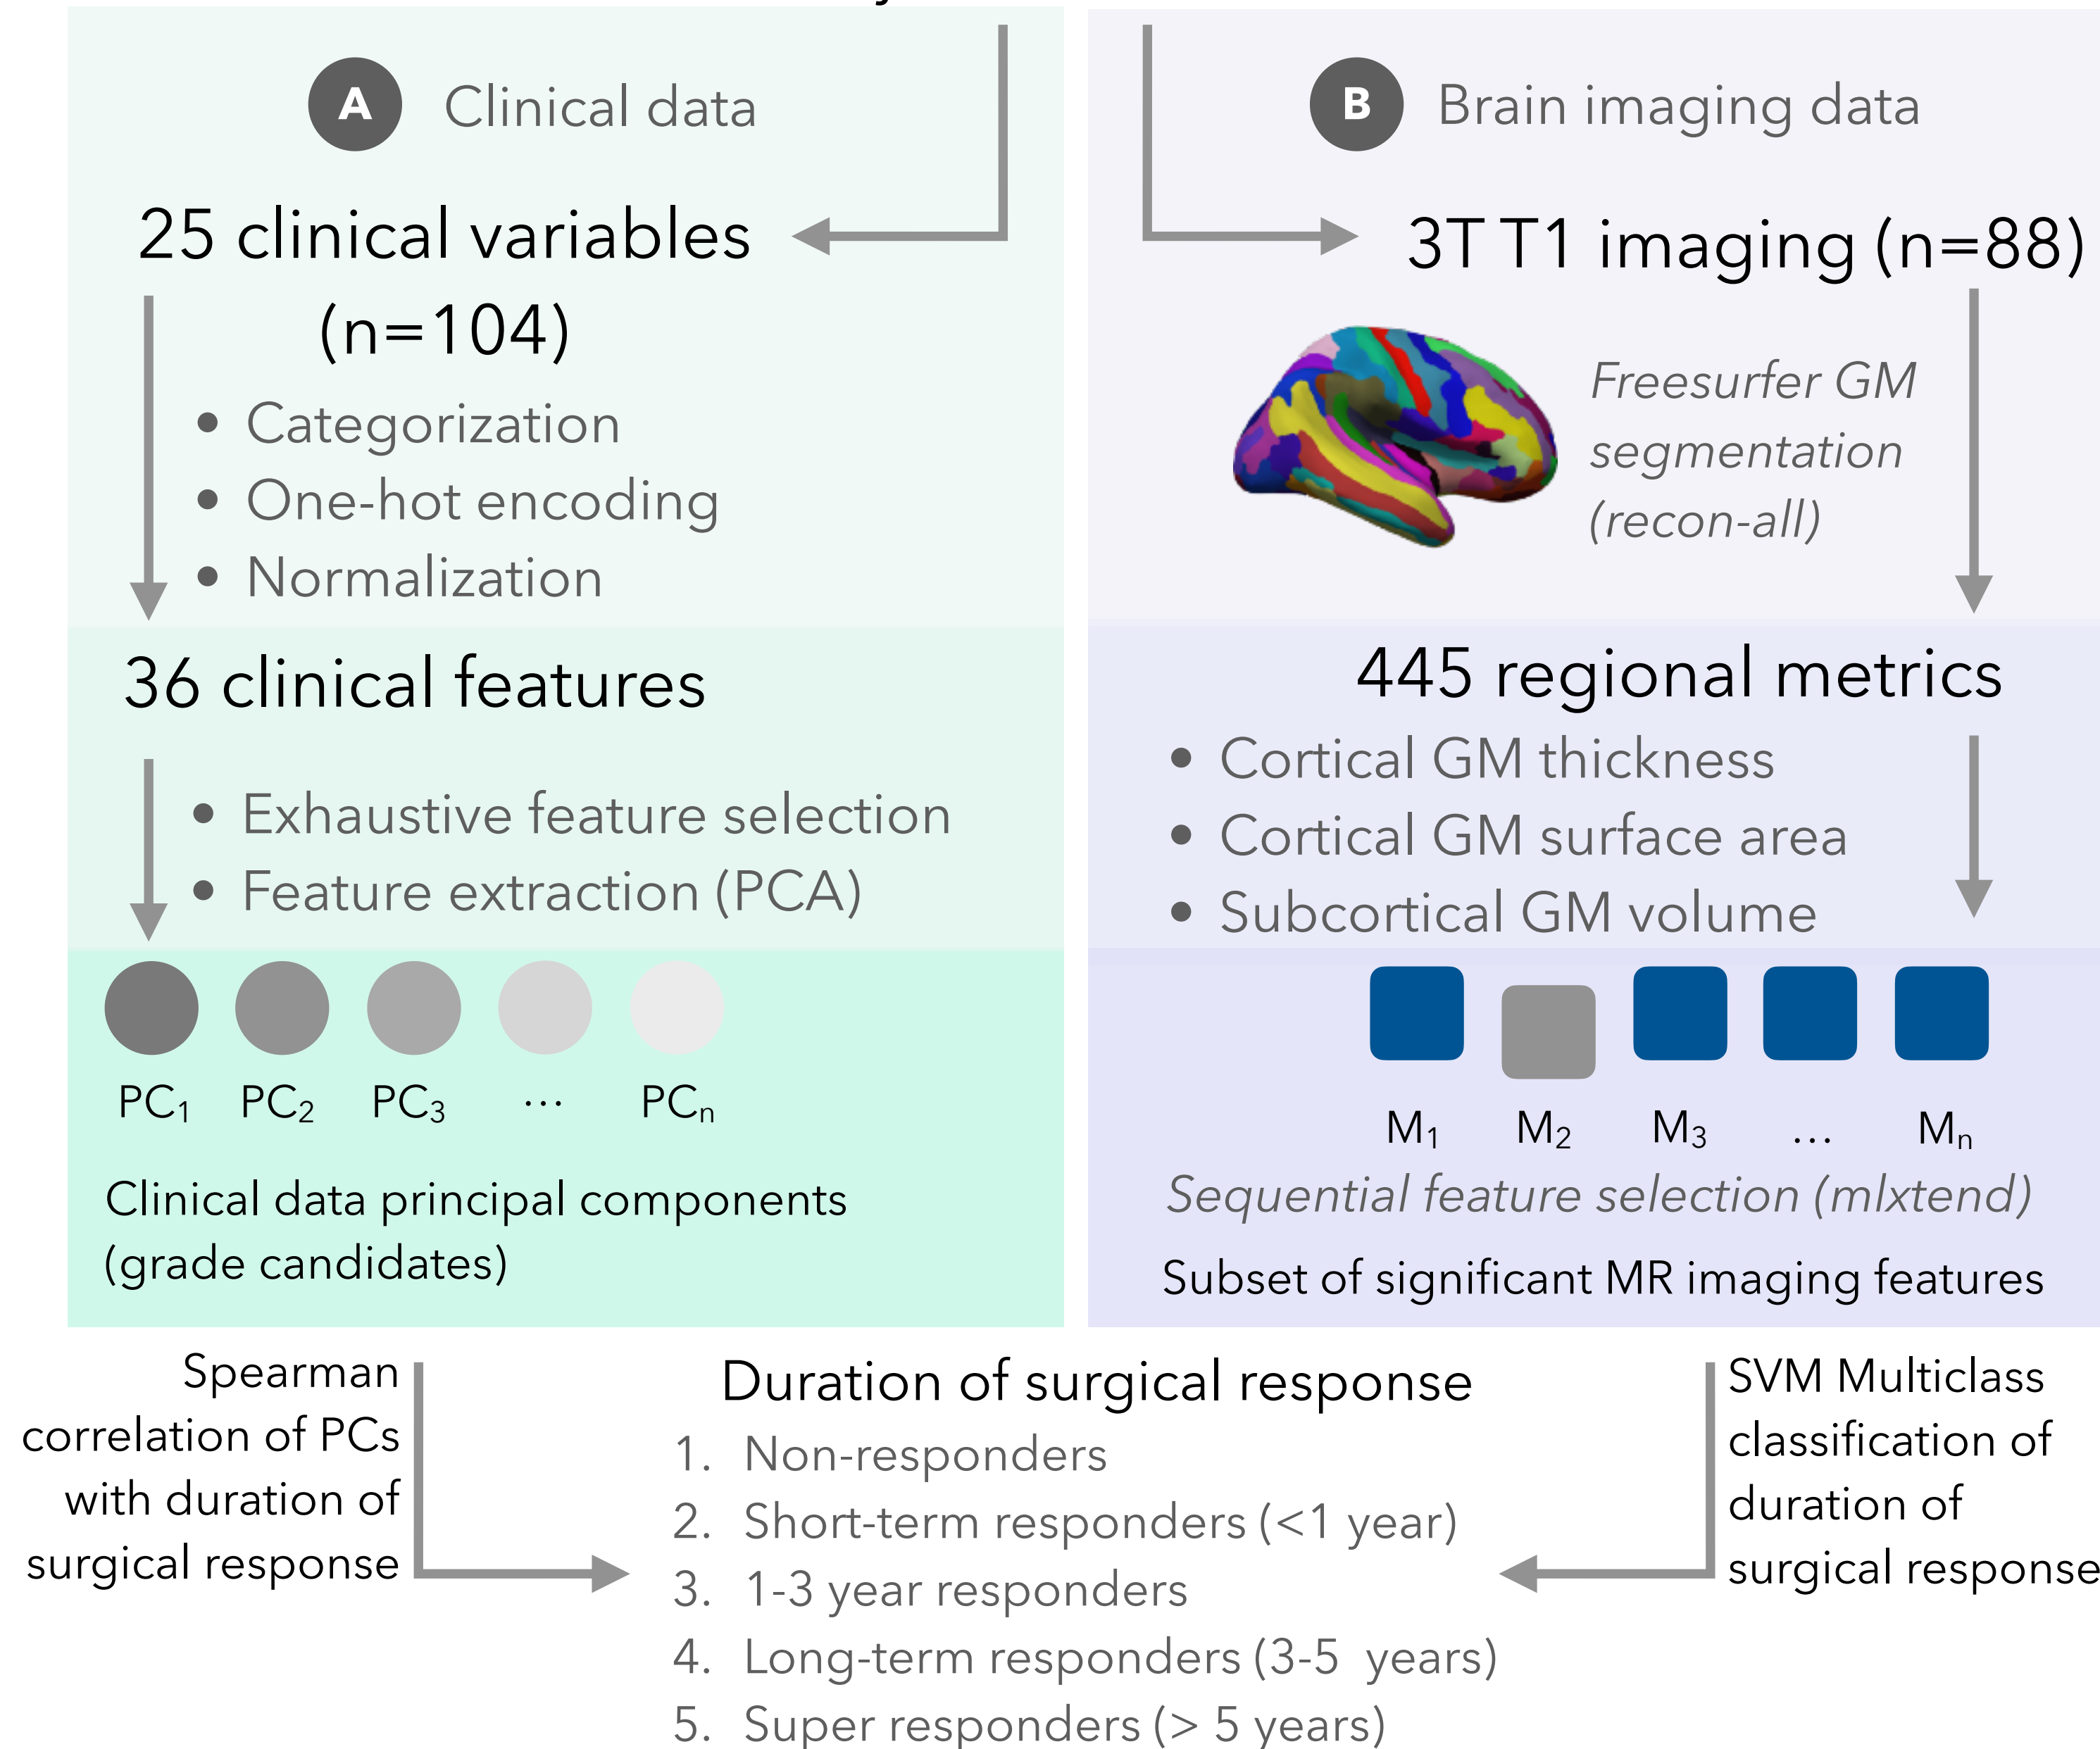 A Clinical data
25 clinical variables
(n=104)
• Categorization
• One-hot encoding
• Normalization
36 clinical features
• Exhaustive feature selection
• Feature extraction (PCA)
PC1 PC2 PC3 ... PCn
Clinical data principal components
(grade candidates)
B Brain imaging data
3T T1 imaging (n=88)
Freesurfer GM
segmentation
(recon-all)
445 regional metrics
• Cortical GM thickness
• Cortical GM surface area
• Subcortical GM volume
M1 M2 M3 ... Mn
Sequential feature selection (mlxtend)
Subset of significant MR imaging features
Spearman
correlation of PCs
with duration of
surgical response
Duration of surgical response
1. Non-responders
2. Short-term responders (<1 year)
3. 1-3 year responders
4. Long-term responders (3-5 years)
5. Super responders (> 5 years)
SVM Multiclass
classification of
duration of
surgical response